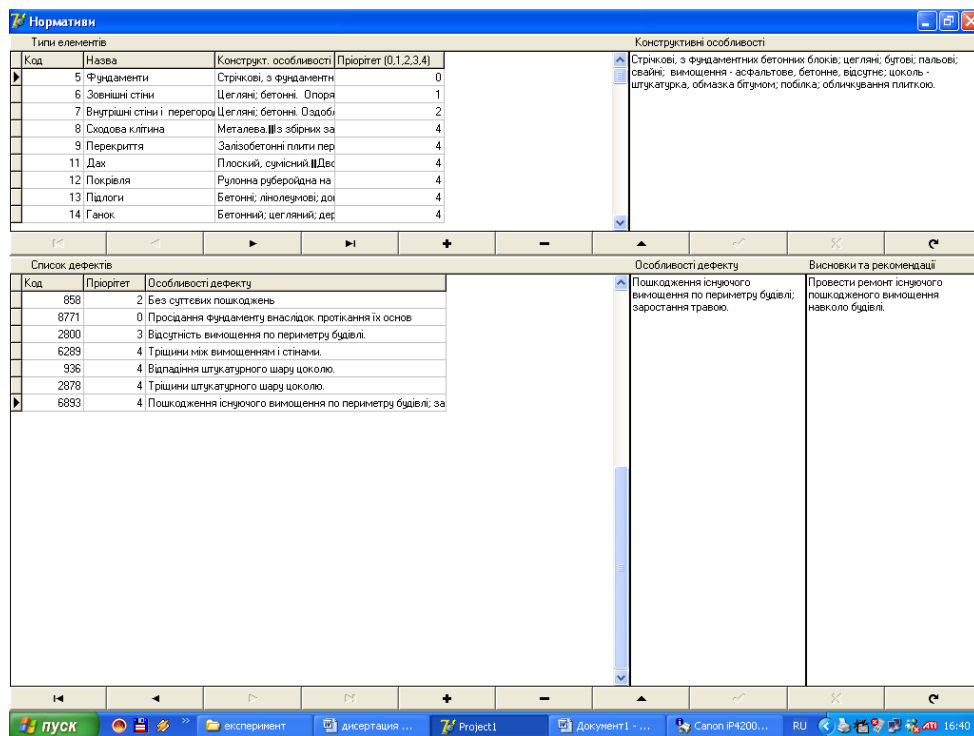 Нормативи
Типи елементів Конструктивні особливості
Код Назва Конструкт. особливості Пріорітет (0,1,2,3,4)
5 Фундаменти Стрічкові, з фундаментн 0
6 Зовнішні стіни Цегляні; бетонні. Опоря 1
7 Внутрішні стіни і перегоро Цегляні; бетонні. Оздобл 2
8 Сходова клітина Металева. Із збірних за 4
9 Перекриття Залізобетонні плити пер 4
11 Дах Плоский, сумісний. Дво 4
12 Покрівля Рулонна руберойдна на 4
13 Підлоги Бетонні; лінолеумові; до 4
14 Ганок Бетонний; цегляний; дер 4
Стрічкові, з фундаментних бетонних блоків; цегляні; бутові; пальові;
свайні; вимощення - асфальтове, бетонне, відсутнє; цоколь -
штукатурка, обмазка бітумом; побілка; обличкування плиткою.
Список дефектів Особливості дефекту Висновки та рекомендації
Код Пріорітет Особливості дефекту
858 2 Без суттєвих пошкоджень
8771 0 Просідання фундаменту внаслідок протікання їх основ
2800 3 Відсутність вимощення по периметру будівлі.
6289 4 Тріщини між вимощенням і стінами.
936 4 Відпадіння штукатурного шару цоколю.
2878 4 Тріщини штукатурного шару цоколю.
6893 4 Пошкодження існуючого вимощення по периметру будівлі; за
Пошкодження існуючого
вимощення по периметру будівлі;
заростання травою.
Провести ремонт існуючого
пошкодженого вимощення
навколо будівлі.
пуск експеримент дисертация ... Project1 Документ1 - ... Canon iP4200... RU 16:40